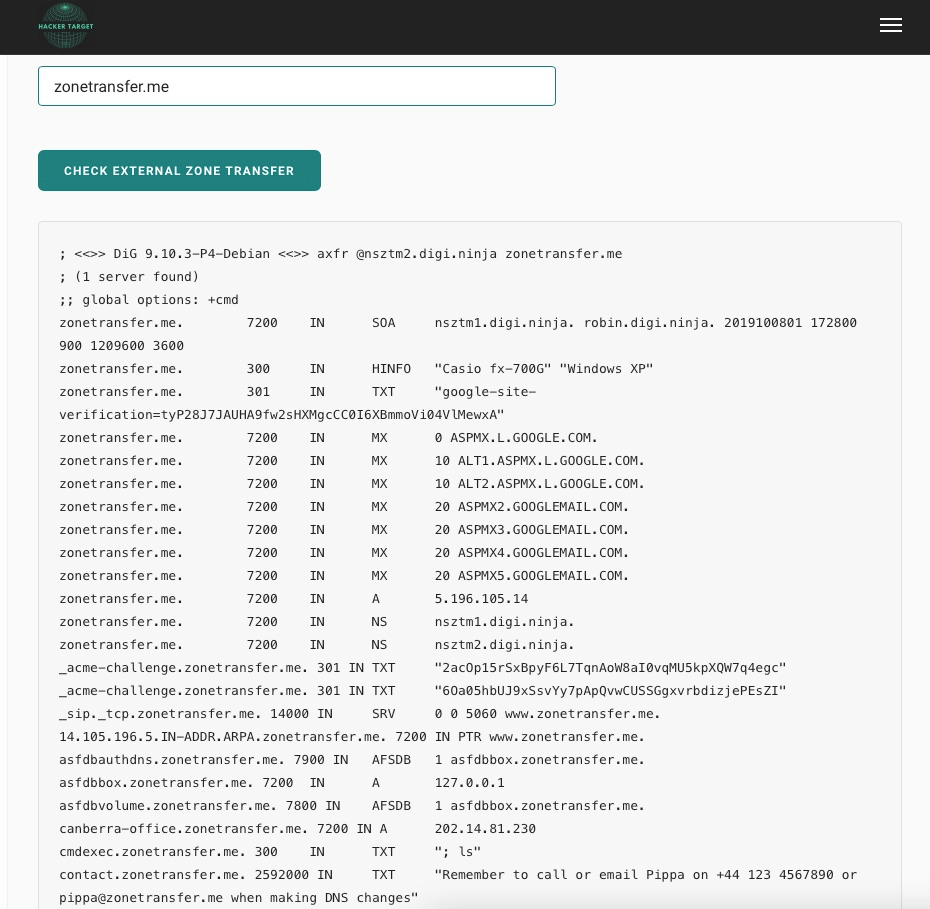 HACKER TARGET
zonetransfer.me
CHECK EXTERNAL ZONE TRANSFER
; <<>> DiG 9.10.3-P4-Debian <<>> axfr @nsztm2.digi.ninja zonetransfer.me
; (1 server found)
;; global options: +cmd
zonetransfer.me. 7200 IN SOA nsztm1.digi.ninja. robin.digi.ninja. 2019100801 172800
900 1209600 3600
zonetransfer.me. 300 IN HINFO "Casio fx-700G" "Windows XP"
zonetransfer.me. 301 IN TXT "google-site-
verification=tyP28J7JAUHA9fw2sHXMgcCC0I6XBmmoVi04VlMewxA"
zonetransfer.me. 7200 IN MX 0 ASPMX.L.GOOGLE.COM.
zonetransfer.me. 7200 IN MX 10 ALT1.ASPMX.L.GOOGLE.COM.
zonetransfer.me. 7200 IN MX 10 ALT2.ASPMX.L.GOOGLE.COM.
zonetransfer.me. 7200 IN MX 20 ASPMX2.GOOGLEMAIL.COM.
zonetransfer.me. 7200 IN MX 20 ASPMX3.GOOGLEMAIL.COM.
zonetransfer.me. 7200 IN MX 20 ASPMX4.GOOGLEMAIL.COM.
zonetransfer.me. 7200 IN MX 20 ASPMX5.GOOGLEMAIL.COM.
zonetransfer.me. 7200 IN A 5.196.105.14
zonetransfer.me. 7200 IN NS nsztm1.digi.ninja.
zonetransfer.me. 7200 IN NS nsztm2.digi.ninja.
_acme-challenge.zonetransfer.me. 301 IN TXT "2acOp15rSxBpyF6L7TqnAoW8aI0vqMU5kpXQW7q4egc"
_acme-challenge.zonetransfer.me. 301 IN TXT "6Oa05hbUJ9xSsvYy7pApQvwCUSSGgxvrbdizjePEsZI"
_sip._tcp.zonetransfer.me. 14000 IN SRV 0 0 5060 www.zonetransfer.me.
14.105.196.5.IN-ADDR.ARPA.zonetransfer.me. 7200 IN PTR www.zonetransfer.me.
asfdbauthdns.zonetransfer.me. 7900 IN AFSDB 1 asfdbbox.zonetransfer.me.
asfdbbox.zonetransfer.me. 7200 IN A 127.0.0.1
asfdbvolume.zonetransfer.me. 7800 IN AFSDB 1 asfdbbox.zonetransfer.me.
canberra-office.zonetransfer.me. 7200 IN A 202.14.81.230
cmdexec.zonetransfer.me. 300 IN TXT "; ls"
contact.zonetransfer.me. 2592000 IN TXT "Remember to call or email Pippa on +44 123 4567890 or
pippa@zonetransfer.me when making DNS changes"